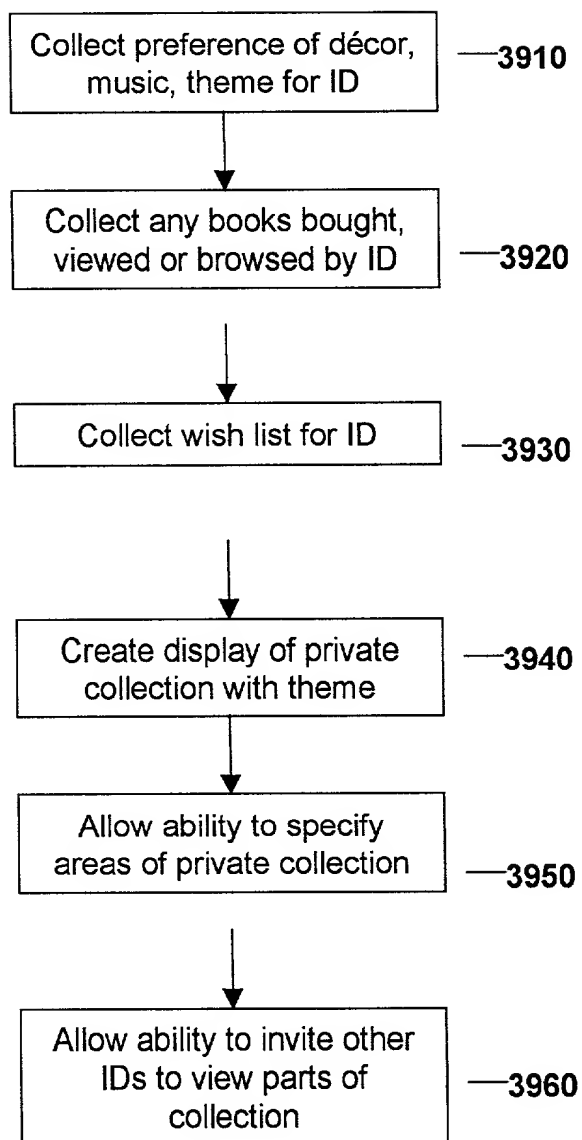 Collect preference of décor,
music, theme for ID
3910
Collect any books bought,
viewed or browsed by ID
3920
Collect wish list for ID
3930
Create display of private
collection with theme
3940
Allow ability to specify
areas of private collection
3950
Allow ability to invite other
IDs to view parts of
collection
3960